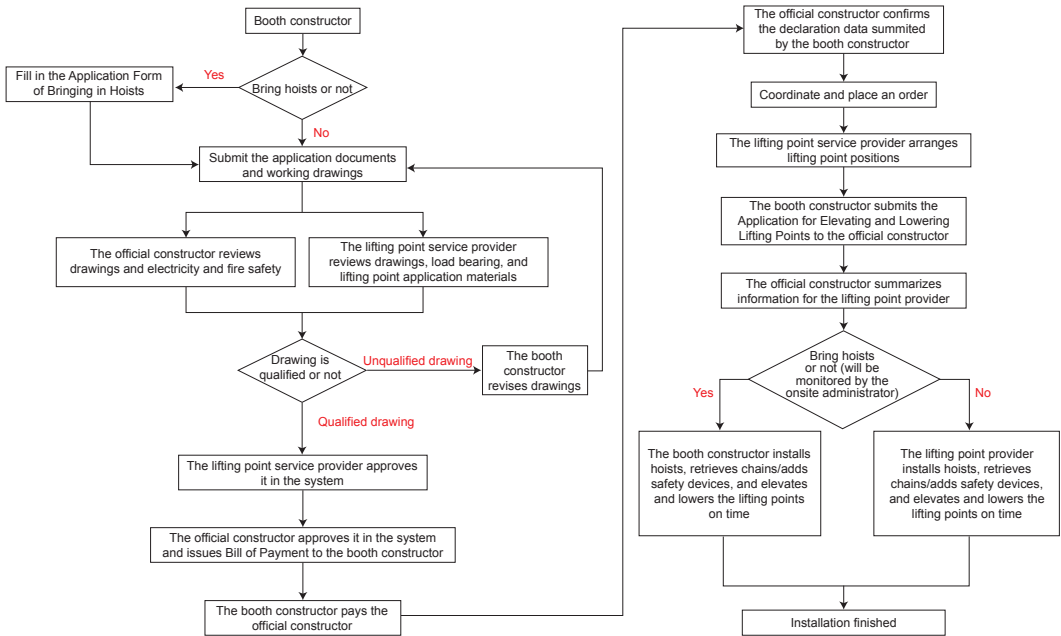 Booth constructor
Bring hoists or not
Yes
Fill in the Application Form
of Bringing in Hoists
No
Submit the application documents
and working drawings
The official constructor reviews
drawings and electricity and fire safety
The lifting point service provider
reviews drawings, load bearing, and
lifting point application materials
Drawing is
qualified or not
Unqualified drawing
The booth
constructor
revises drawings
Qualified drawing
The lifting point service provider approves
it in the system
The official constructor approves it in the system
and issues Bill of Payment to the booth constructor
The booth constructor pays the
official constructor
The official constructor confirms
the declaration data summited
by the booth constructor
Coordinate and place an order
The lifting point service provider arranges
lifting point positions
The booth constructor submits the
Application for Elevating and Lowering
Lifting Points to the official constructor
The official constructor summarizes
information for the lifting point provider
Bring hoists
or not (will be
monitored by the
onsite administrator)
Yes
No
The booth constructor installs
hoists, retrieves chains/adds
safety devices, and elevates
and lowers the lifting points
on time
The lifting point provider
installs hoists, retrieves
chains/adds safety devices,
and elevates and lowers the
lifting points on time
Installation finished